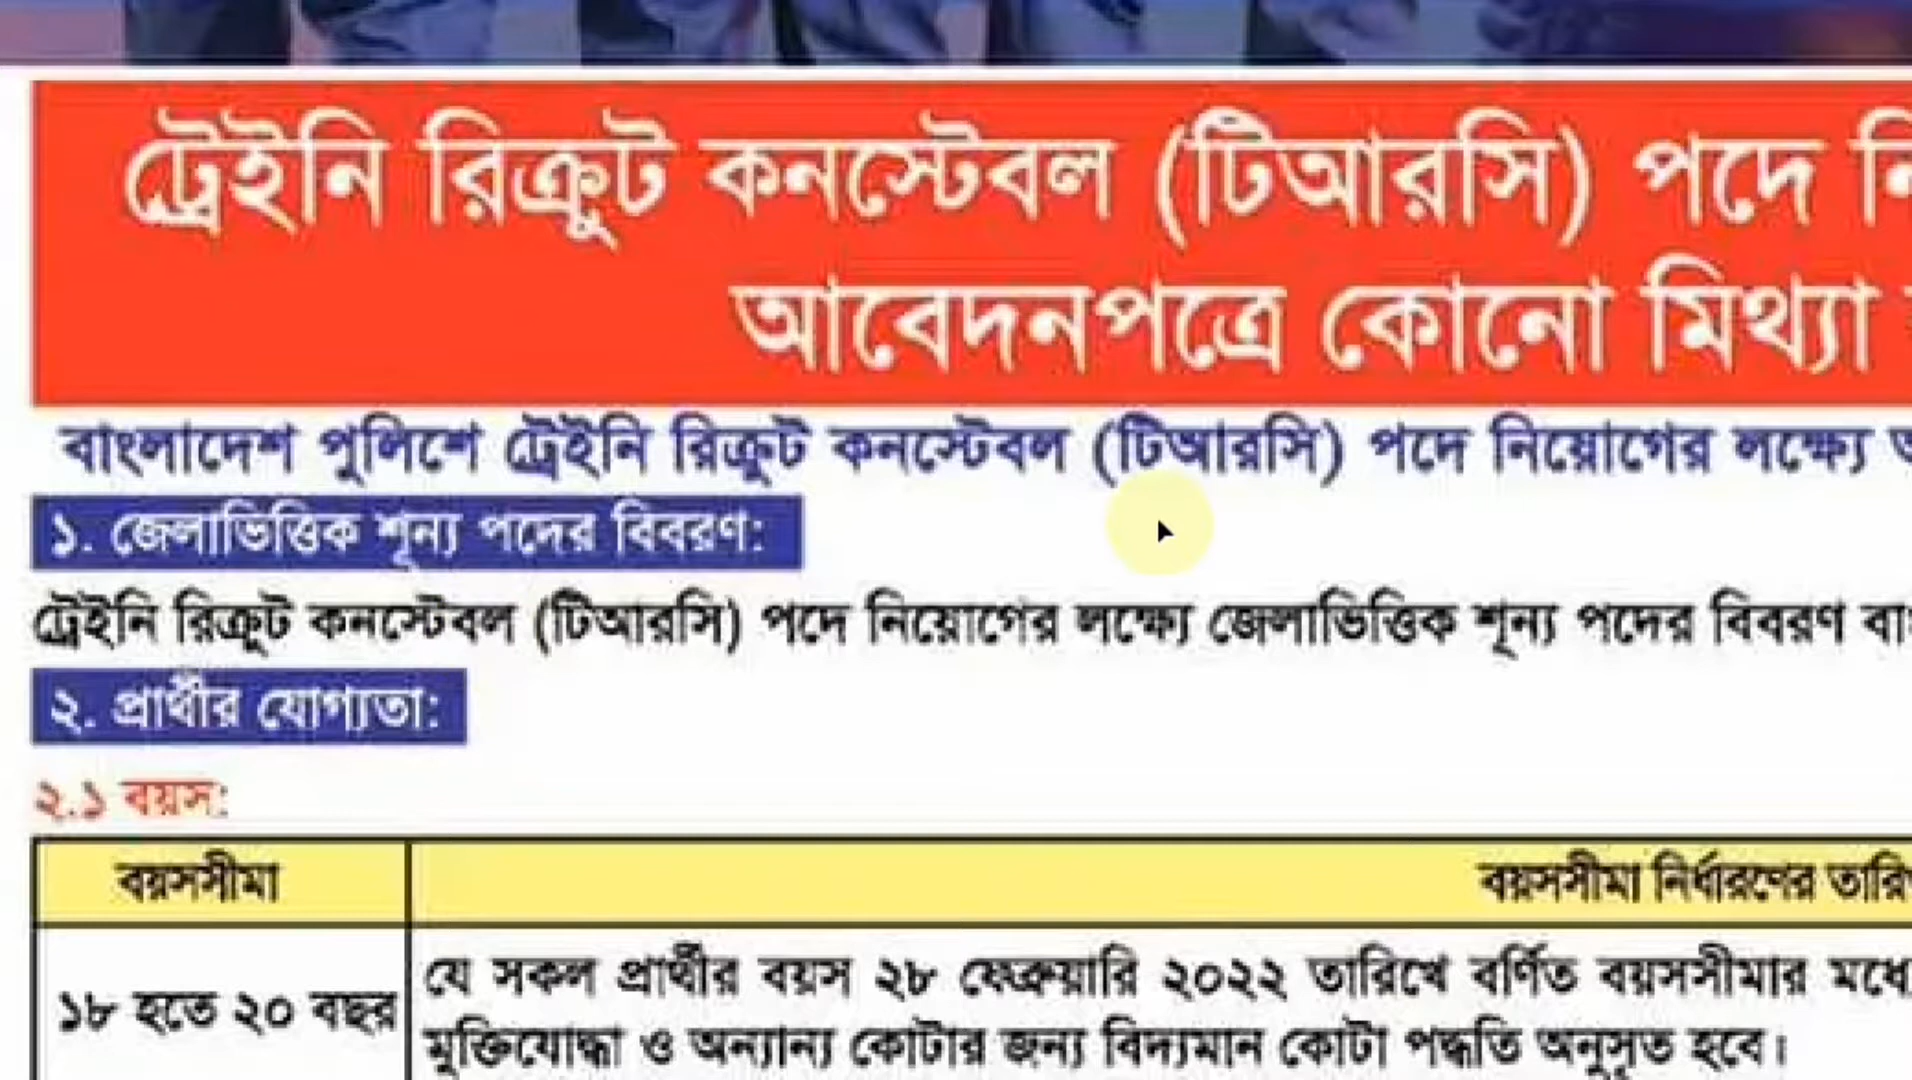 ট্রেইনি রিক্রুট কনস্টেবল (টিআরসি) পদে
আবেদনপত্রে কোনো মিথ্যা
বাংলাদেশ পুলিশে ট্রেইনি রিক্রুট কনস্টেবল (টিআরসি) পদে নিয়োগের লক্ষ্যে
১. জেলাভিত্তিক শূন্য পদের বিবরণ:
ট্রেইনি রিক্রুট কনস্টেবল (টিআরসি) পদে নিয়োগের লক্ষ্যে জেলাভিত্তিক শূন্য পদের বিবরণ
২. প্রার্থীর যোগ্যতা:
২.১ বয়স:
বয়সসীমা
বয়সসীমা নির্ধারণের
১৮ হতে ২০ বছর
যে সকল প্রার্থীর বয়স ২৮ ফেব্রুয়ারি ২০২২ তারিখে বর্ণিত বয়সসীমার
মুক্তিযোদ্ধা ও অন্যান্য কোটার জন্য বিদ্যমান কোটা পদ্ধতি অনুসৃত হবে।